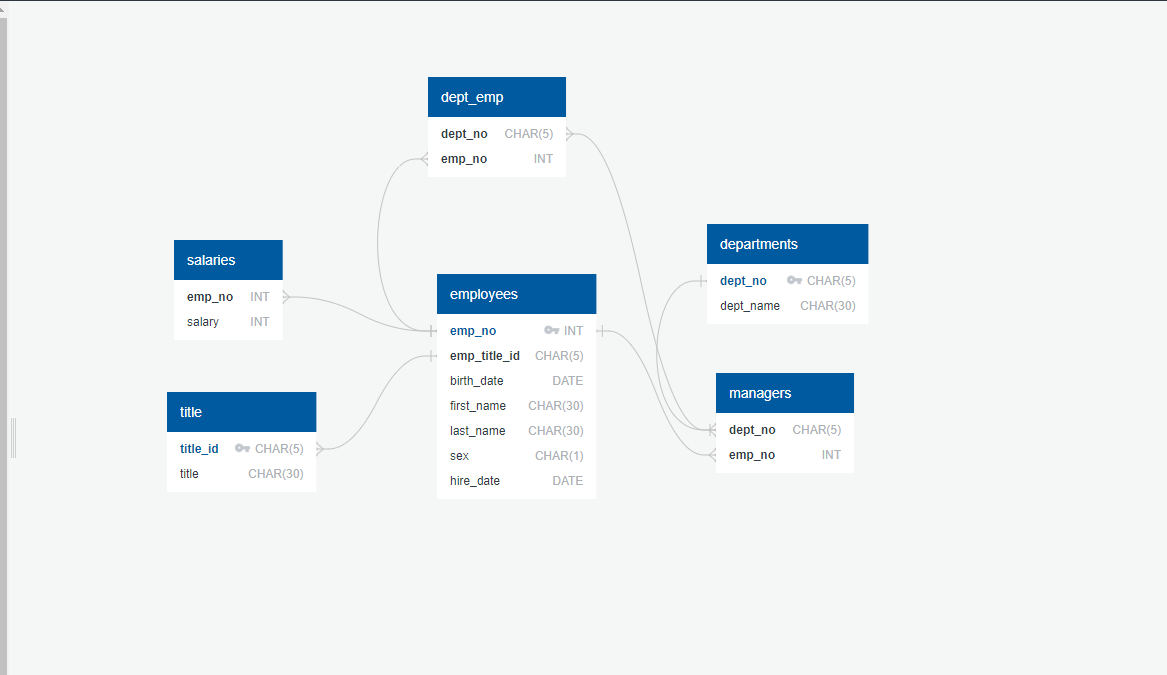 dept_emp
dept_no CHAR(5)
emp_no INT
departments
dept_no CHAR(5)
dept_name CHAR(30)
salaries
emp_no INT
salary INT
employees
emp_no INT
emp_title_id CHAR(5)
birth_date DATE
first_name CHAR(30)
last_name CHAR(30)
sex CHAR(1)
hire_date DATE
managers
dept_no CHAR(5)
emp_no INT
title
title_id CHAR(5)
title CHAR(30)